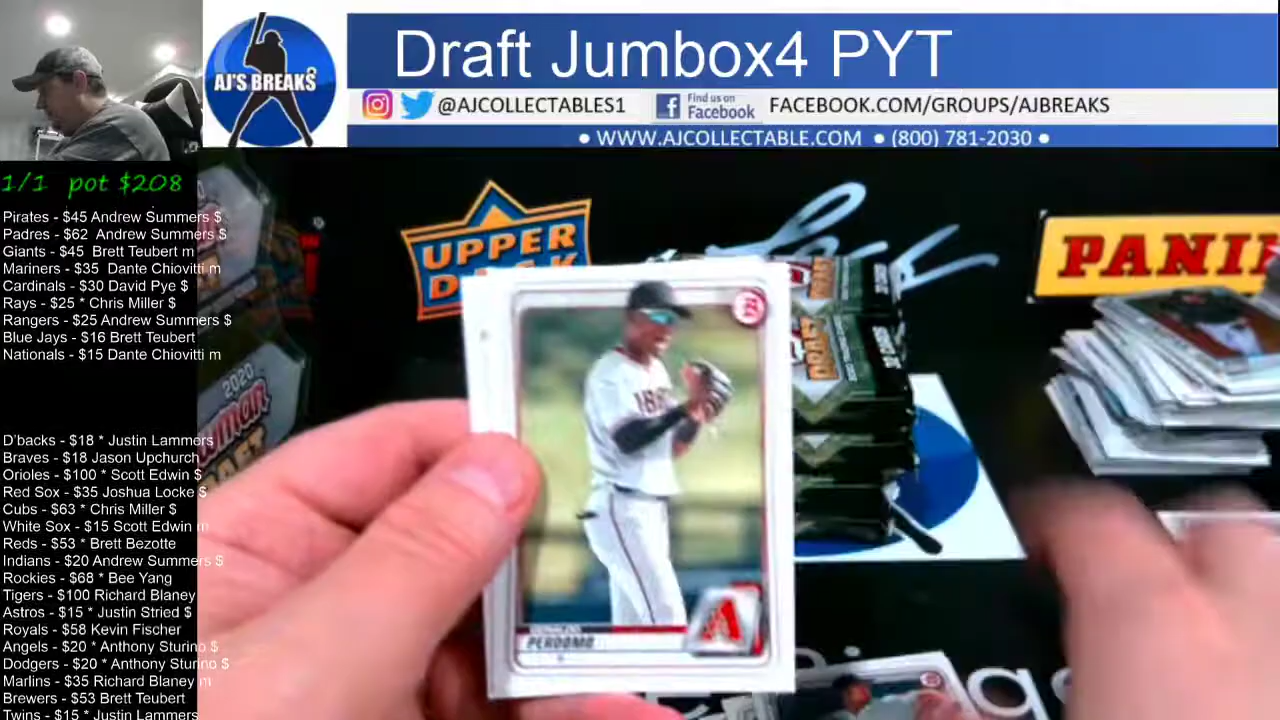 Draft Jumbox4 PYT
AJ'S BREAKS
@AJCOLLECTABLES1
Find us on
Facebook
FACEBOOK.COM/GROUPS/AJBREAKS
● WWW.AJCOLLECTABLE.COM ● (800) 781-2030 ●
1/1 pot $208
Pirates - $45 Andrew Summers $
Padres - $62 Andrew Summers $
Giants - $45 Brett Teubert m
Mariners - $35 Dante Chiovitti m
Cardinals - $30 David Pye $
Rays - $25 * Chris Miller $
Rangers - $25 Andrew Summers $
Blue Jays - $16 Brett Teubert
Nationals - $15 Dante Chiovitti m
D'backs - $18 * Justin Lammers
Braves - $18 Jason Upchurch
Orioles - $100 * Scott Edwin $
Red Sox - $35 Joshua Locke $
Cubs - $63 * Chris Miller $
White Sox - $15 Scott Edwin m
Reds - $53 * Brett Bezotte
Indians - $20 Andrew Summers $
Rockies - $68 * Bee Yang
Tigers - $100 Richard Blaney
Astros - $15 * Justin Stried $
Royals - $58 Kevin Fischer
Angels - $20 * Anthony Sturino $
Dodgers - $20 * Anthony Sturino $
Marlins - $35 Richard Blaney m
Brewers - $53 Brett Teubert
Twins - $15 * Justin Lammers
UPPER
DECK
PANINI
2020
Bowman
DRAFT
DRAFT
DRAFT
PERDOMO
A